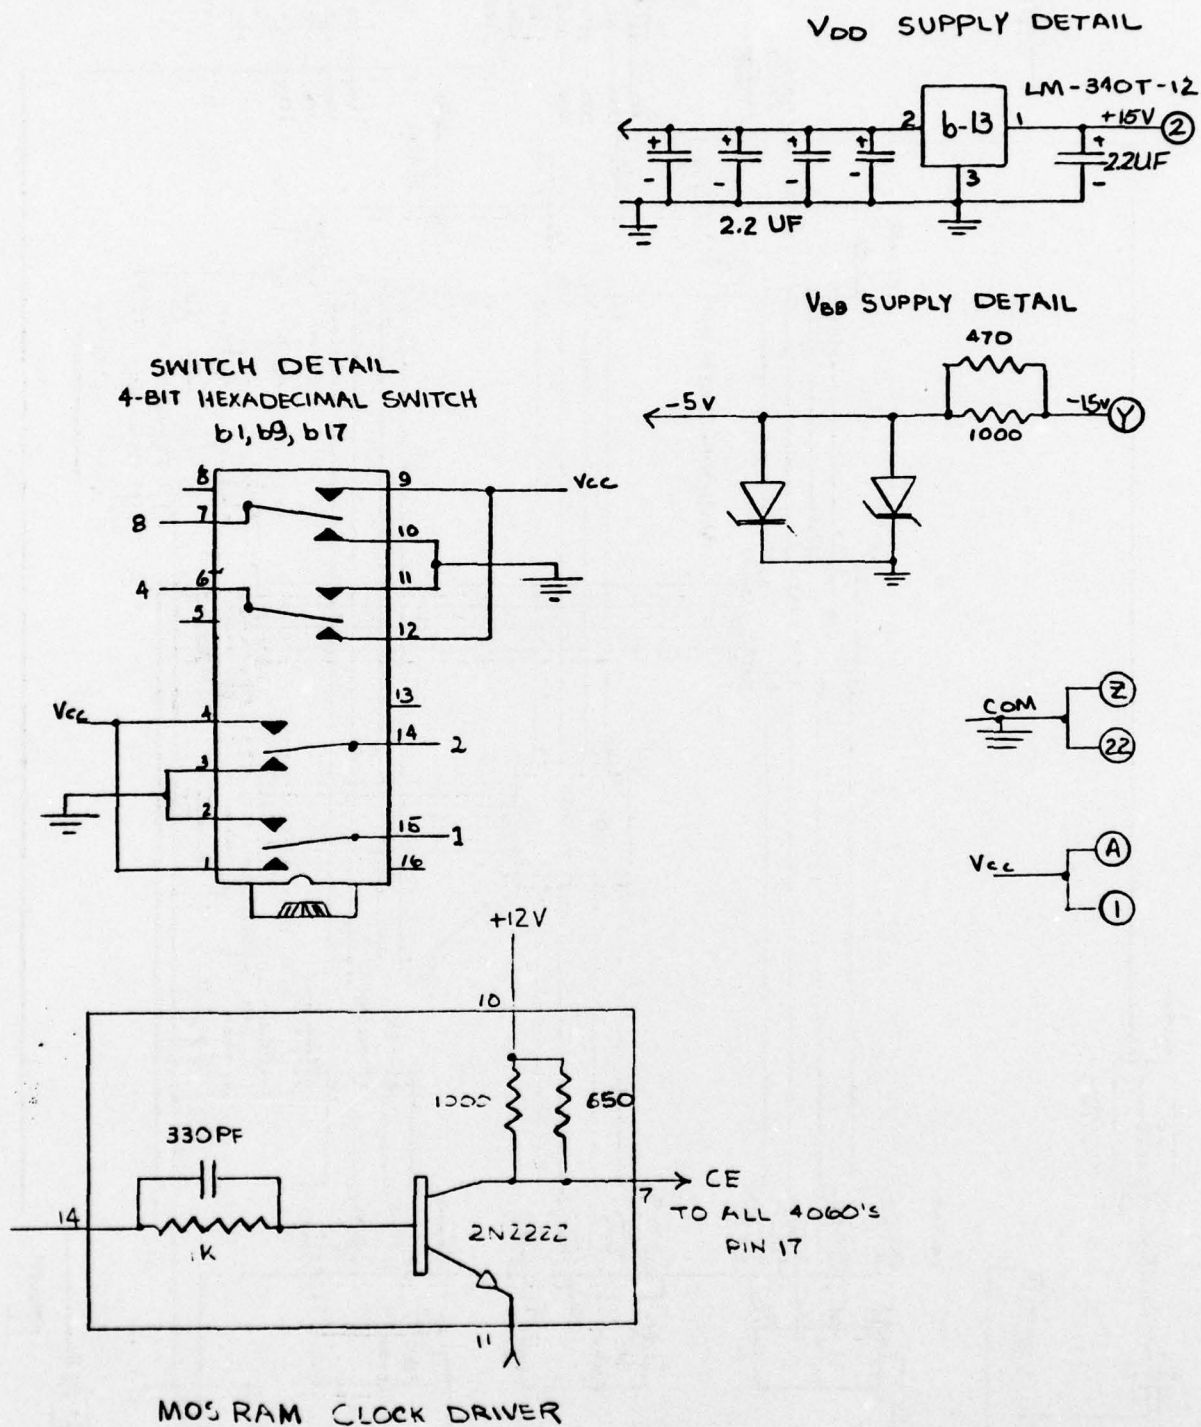 VDD SUPPLY DETAIL
LM-340T-12
2 b-13 1 +15V 2
+ + + + +
2.2UF
- - - - 3 -
2.2 UF
VBB SUPPLY DETAIL
470
-5V -15V Y
1000
SWITCH DETAIL
4-BIT HEXADECIMAL SWITCH
b1, b9, b17
8 9 Vcc
8 7
10
4 6 11
5
12
13
Vcc 4
14 2
3
2
15 1
1 16
COM Z
22
Vcc A
1
+12V
10
1000 650
330PF
14
1K
2N2222
7 CE
TO ALL 4060'S
PIN 17
11
MOS RAM CLOCK DRIVER